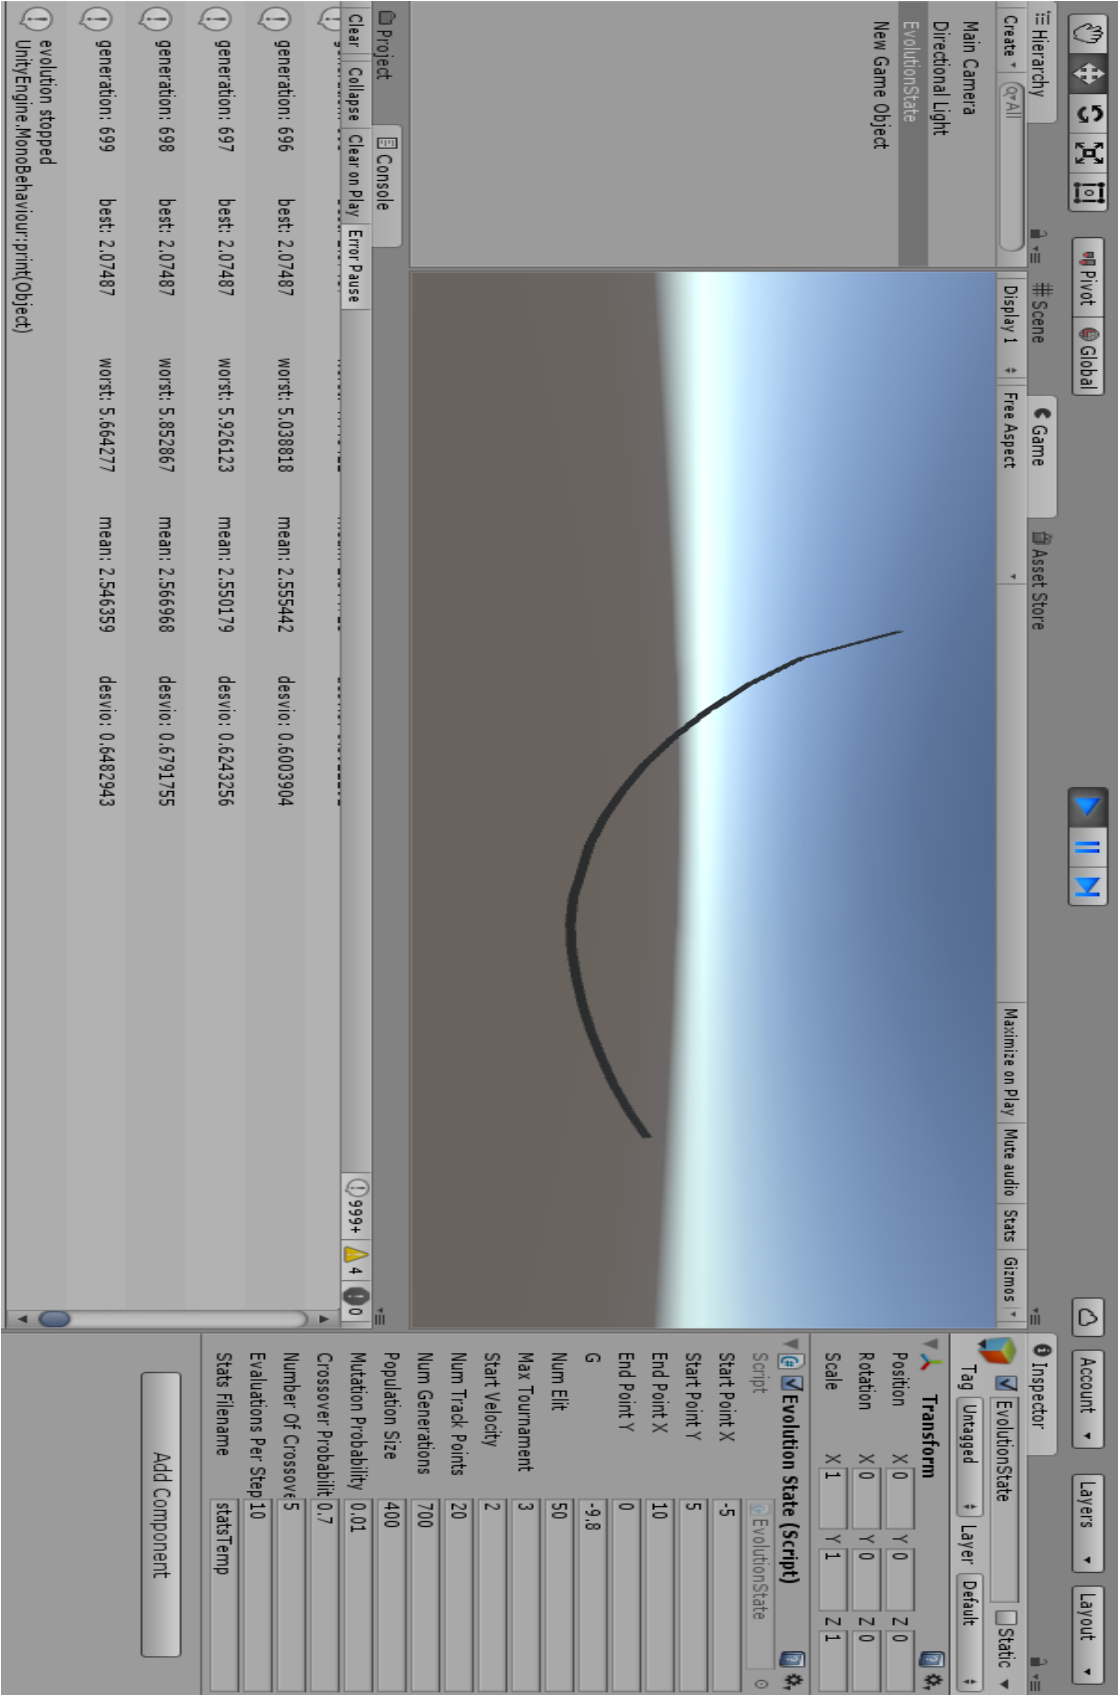 Pivot Global Account Layers Layout
Hierarchy
Create All
Main Camera
Directional Light
EvolutionState
New Game Object
Scene Game Asset Store
Display 1 Free Aspect Maximize on Play Mute audio Stats Gizmos
Inspector
EvolutionState Static
Tag Untagged Layer Default
Transform
Position X 0 Y 0 Z 0
Rotation X 0 Y 0 Z 0
Scale X 1 Y 1 Z 1
Evolution State (Script)
Script EvolutionState
Start Point X -5
Start Point Y 5
End Point X 10
End Point Y 0
G -9.8
Num Elit 50
Max Tournament 3
Start Velocity 2
Num Track Points 20
Num Generations 700
Population Size 400
Mutation Probability 0.01
Crossover Probabilit 0.7
Number Of Crossove 5
Evaluations Per Step 10
Stats Filename statsTemp
Add Component
Project Console
Clear Collapse Clear on Play Error Pause 999+ 4 0
generation: 696 best: 2.07487 worst: 5.038818 mean: 2.555442 desvio: 0.6003904
generation: 697 best: 2.07487 worst: 5.926123 mean: 2.550179 desvio: 0.6243256
generation: 698 best: 2.07487 worst: 5.852867 mean: 2.566968 desvio: 0.6791755
generation: 699 best: 2.07487 worst: 5.664277 mean: 2.546359 desvio: 0.6482943
evolution stopped
UnityEngine.MonoBehaviour:print(Object)